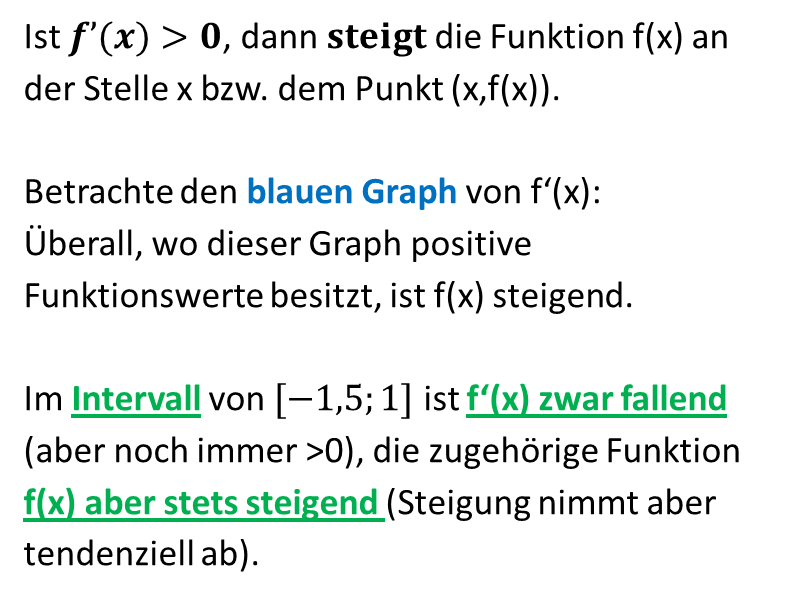 Ist f’(x) > 0, dann steigt die Funktion f(x) an
der Stelle x bzw. dem Punkt (x,f(x)).
Betrachte den blauen Graph von f‘(x):
Überall, wo dieser Graph positive
Funktionswerte besitzt, ist f(x) steigend.
Im Intervall von [−1,5; 1] ist f‘(x) zwar fallend
(aber noch immer >0), die zugehörige Funktion
f(x) aber stets steigend (Steigung nimmt aber
tendenziell ab).